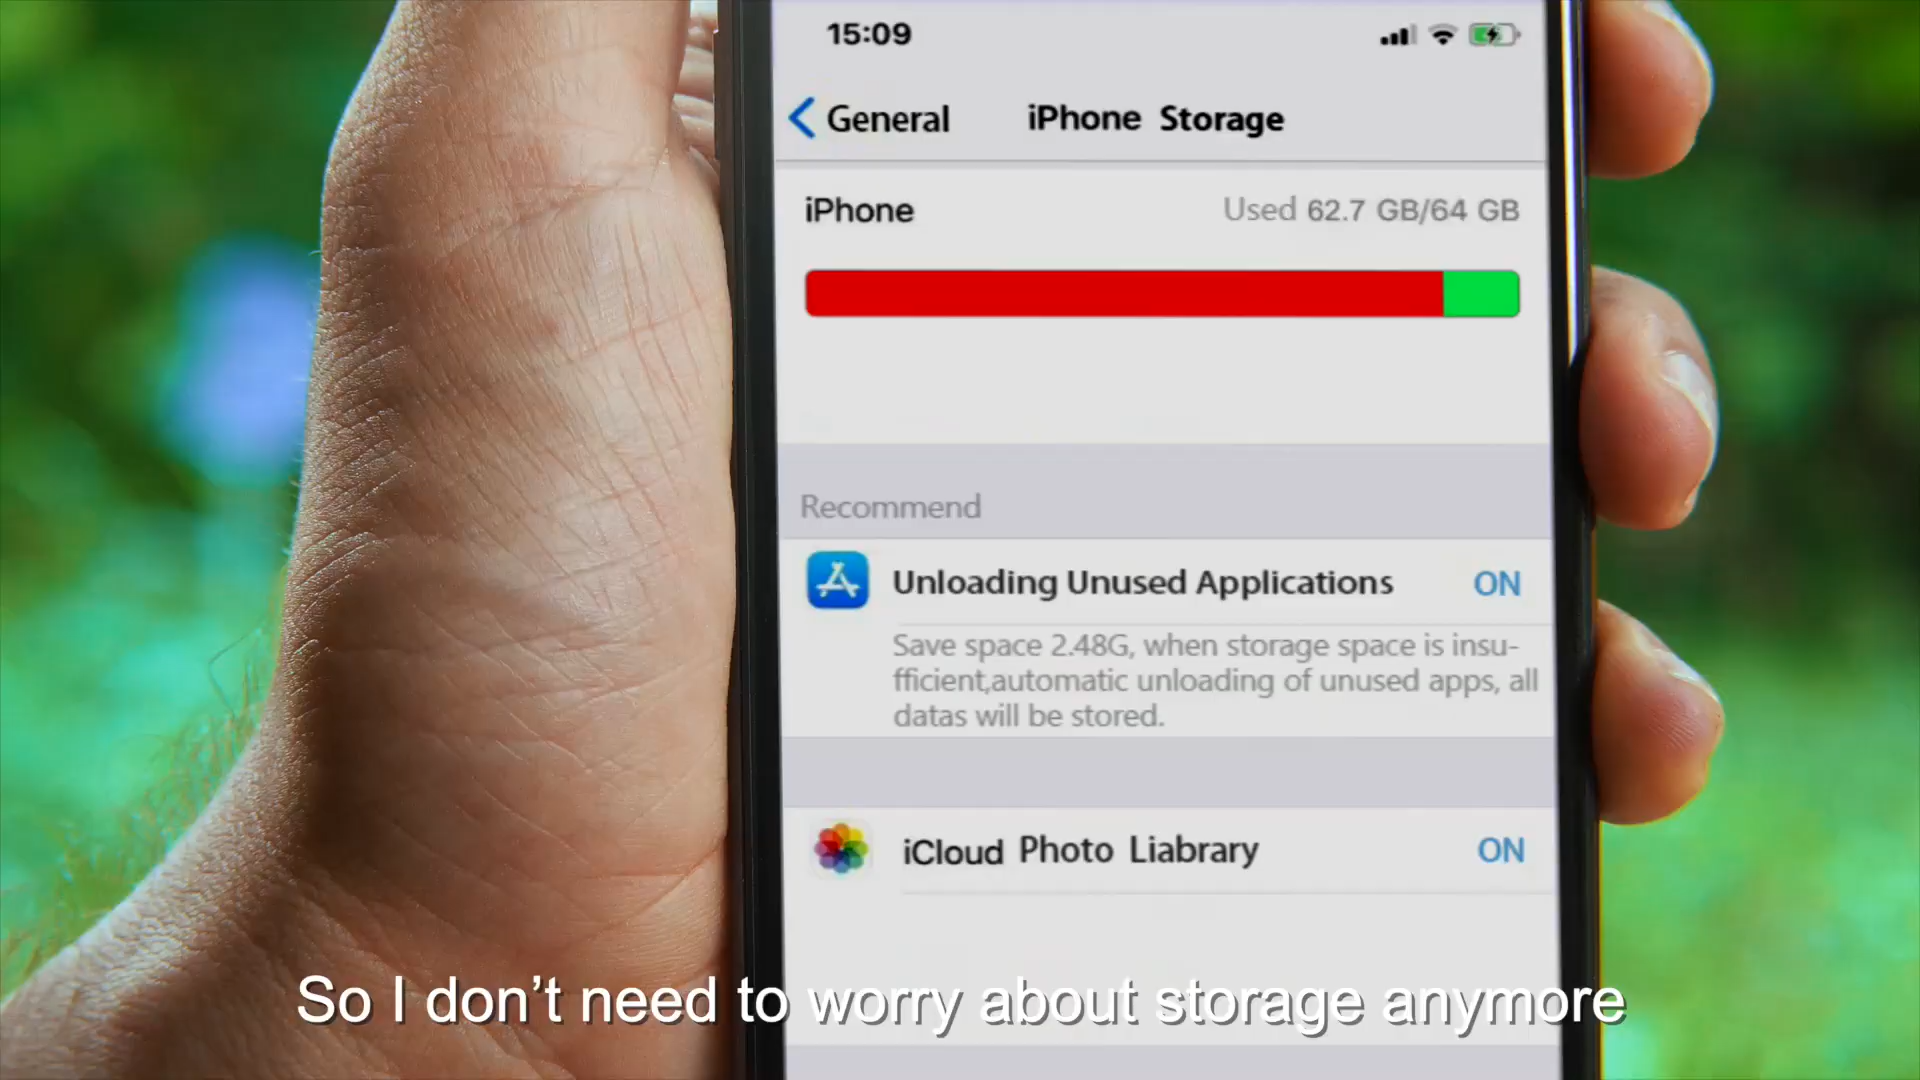 15:09
General iPhone Storage
iPhone Used 62.7 GB/64 GB
Recommend
Unloading Unused Applications ON
Save space 2.48G, when storage space is insu-
fficient,automatic unloading of unused apps, all
datas will be stored.
iCloud Photo Liabrary ON
So I don’t need to worry about storage anymore